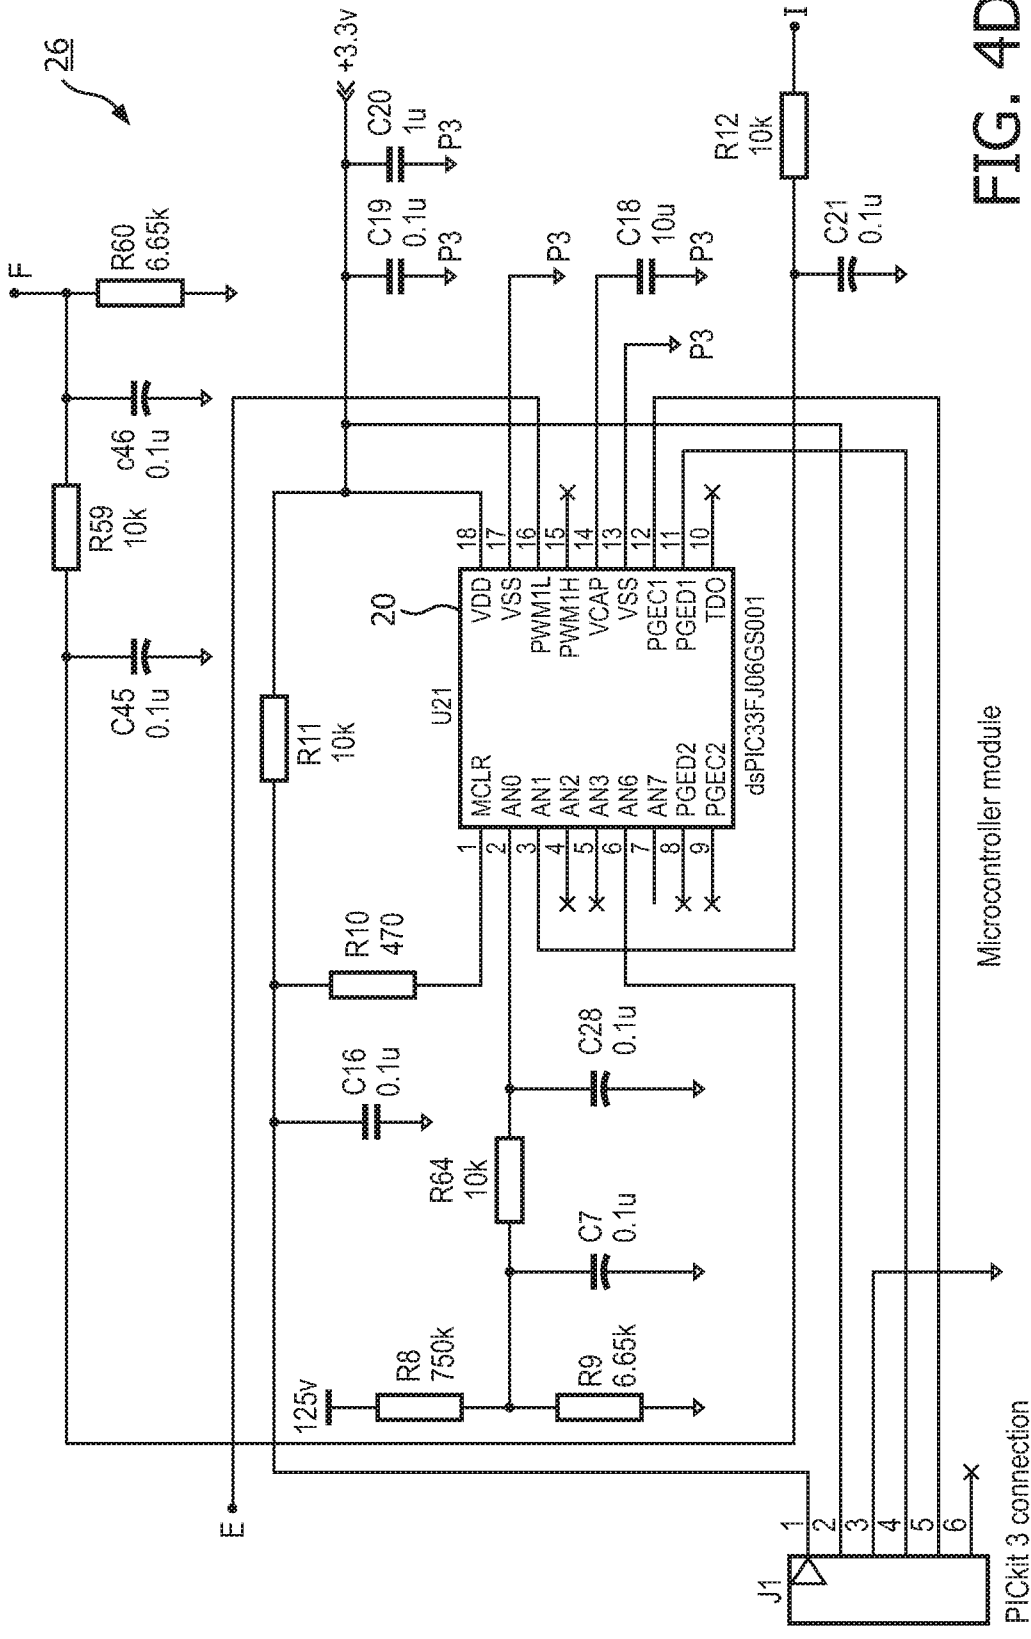 26
F
R60
6.65k
c46
0.1u
R59
10k
C45
0.1u
E
+3.3v
C20
1u
P3
C19
0.1u
P3
R11
10k
R10
470
C16
0.1u
20
U21
MCLR
AN0
AN1
AN2
AN3
AN6
AN7
PGED2
PGEC2
1
2
3
4
5
6
7
8
9
VDD
VSS
PWM1L
PWM1H
VCAP
VSS
PGEC1
PGED1
TDO
18
17
16
15
14
13
12
11
10
dsPIC33FJ06GS001
P3
C18
10u
P3
P3
I
R12
10k
C21
0.1u
125v
R8
750k
R9
6.65k
R64
10k
C7
0.1u
C28
0.1u
J1
1
2
3
4
5
6
PICkit 3 connection
Microcontroller module
FIG. 4D